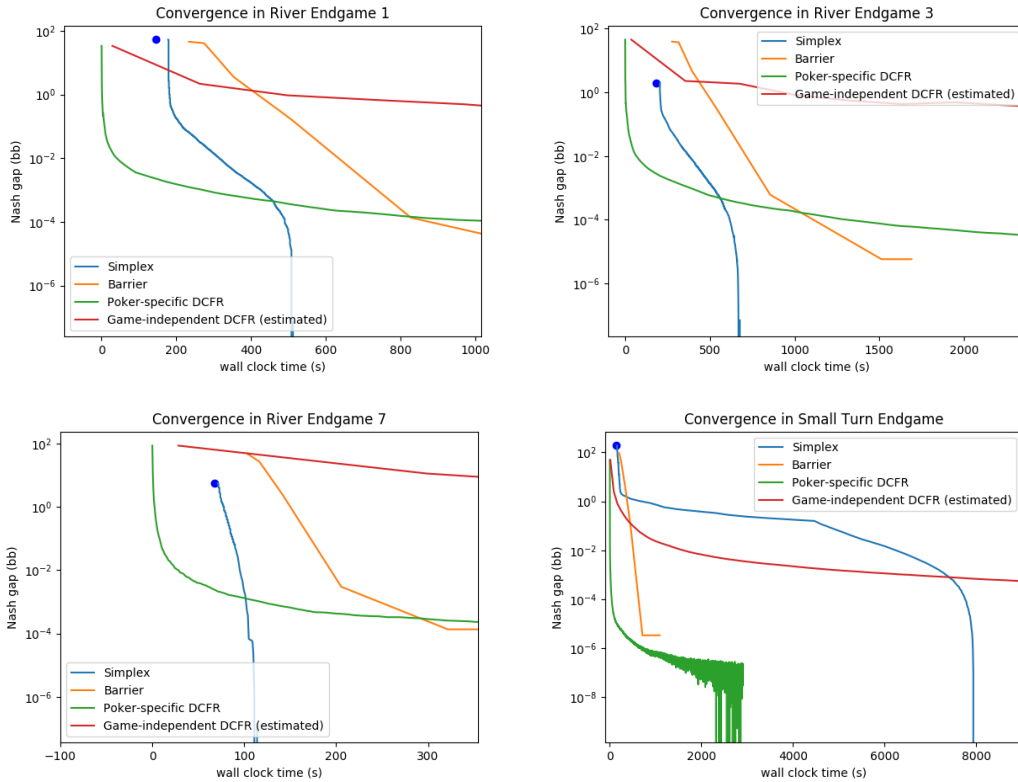 Convergence in River Endgame 1
Nash gap (bb)
10^2
10^0
10^-2
10^-4
10^-6
Simplex
Barrier
Poker-specific DCFR
Game-independent DCFR (estimated)
0
200
400
600
800
1000
wall clock time (s)
Convergence in River Endgame 3
Nash gap (bb)
10^2
10^0
10^-2
10^-4
10^-6
Simplex
Barrier
Poker-specific DCFR
Game-independent DCFR (estimated)
0
500
1000
1500
2000
wall clock time (s)
Convergence in River Endgame 7
Nash gap (bb)
10^2
10^0
10^-2
10^-4
10^-6
Simplex
Barrier
Poker-specific DCFR
Game-independent DCFR (estimated)
-100
0
100
200
300
wall clock time (s)
Convergence in Small Turn Endgame
Nash gap (bb)
10^2
10^0
10^-2
10^-4
10^-6
10^-8
Simplex
Barrier
Poker-specific DCFR
Game-independent DCFR (estimated)
0
2000
4000
6000
8000
wall clock time (s)